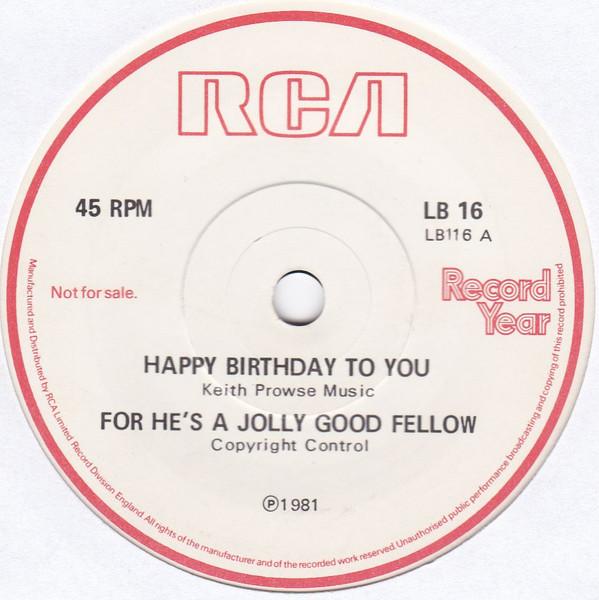 RCA
45 RPM
LB 16
LB116 A
Not for sale.
Record
Year
HAPPY BIRTHDAY TO YOU
Keith Prowse Music
FOR HE'S A JOLLY GOOD FELLOW
Copyright Control
Ⓟ1981
Manufactured and Distributed by RCA Limited. Record Division England. All rights of the manufacturer and of the recorded work reserved. Unauthorised public performance broadcasting and copying of this record prohibited